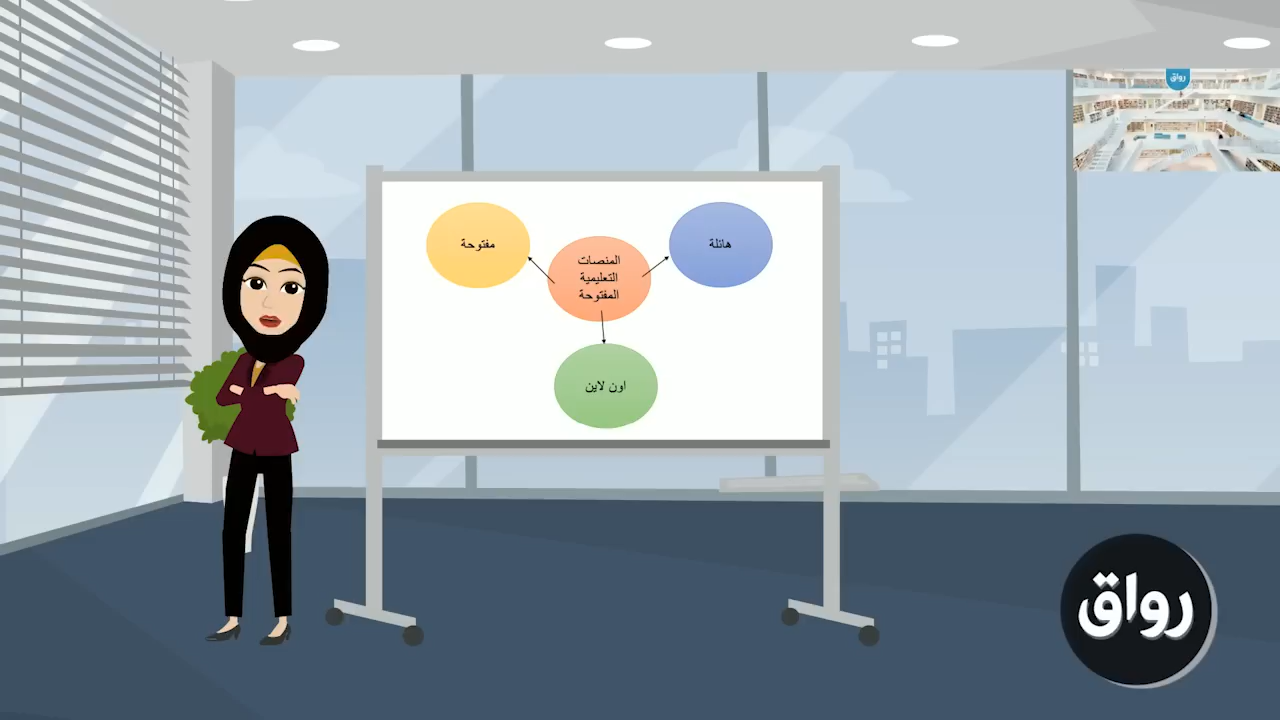 رواق
هائلة
مفتوحة
المنصات
التعليمية
المفتوحة
اون لاين
رواق